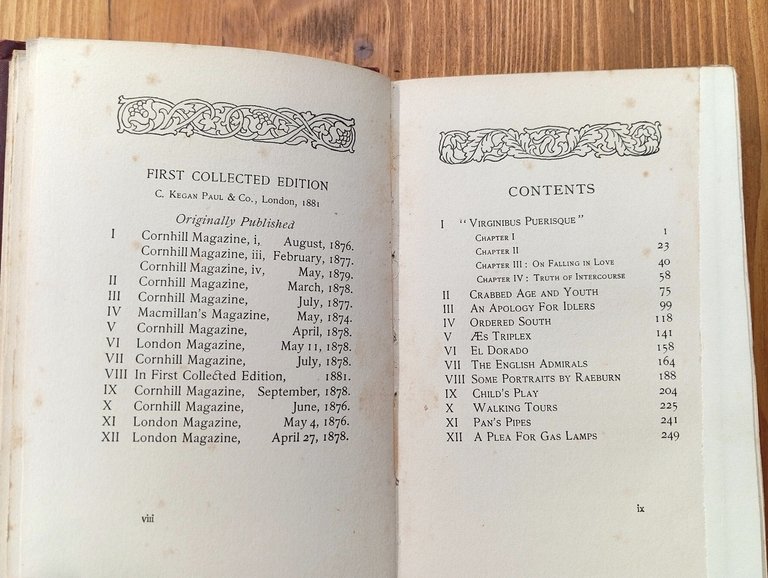 FIRST COLLECTED EDITION
C. Kegan Paul & Co., London, 1881
Originally Published
I Cornhill Magazine, i, August, 1876.
Cornhill Magazine, iii, February, 1877.
Cornhill Magazine, iv, May, 1879.
II Cornhill Magazine, March, 1878.
III Cornhill Magazine, July, 1877.
IV Macmillan's Magazine, May, 1874.
V Cornhill Magazine, April, 1878.
VI London Magazine, May 11, 1878.
VII Cornhill Magazine, July, 1878.
VIII In First Collected Edition, 1881.
IX Cornhill Magazine, September, 1878.
X Cornhill Magazine, June, 1876.
XI London Magazine, May 4, 1876.
XII London Magazine, April 27, 1878.
viii
CONTENTS
I "Virginibus Puerisque"
Chapter I 1
Chapter II 23
Chapter III : On Falling in Love 40
Chapter IV : Truth of Intercourse 58
II Crabbed Age and Youth 75
III An Apology For Idlers 99
IV Ordered South 118
V Æs Triplex 141
VI El Dorado 158
VII The English Admirals 164
VIII Some Portraits by Raeburn 188
IX Child's Play 204
X Walking Tours 225
XI Pan's Pipes 241
XII A Plea For Gas Lamps 249
ix